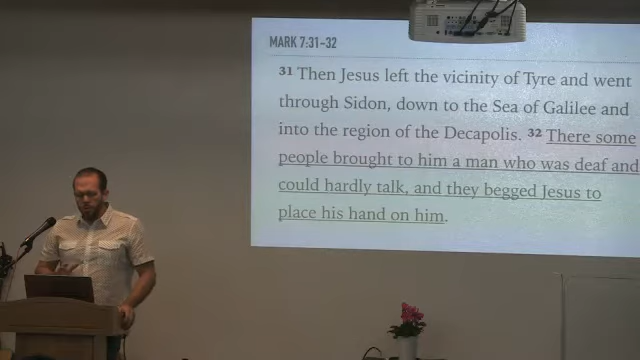 MARK 7:31-32
31 Then Jesus left the vicinity of Tyre and went
through Sidon, down to the Sea of Galilee and
into the region of the Decapolis. 32 There some
people brought to him a man who was deaf and
could hardly talk, and they begged Jesus to
place his hand on him.